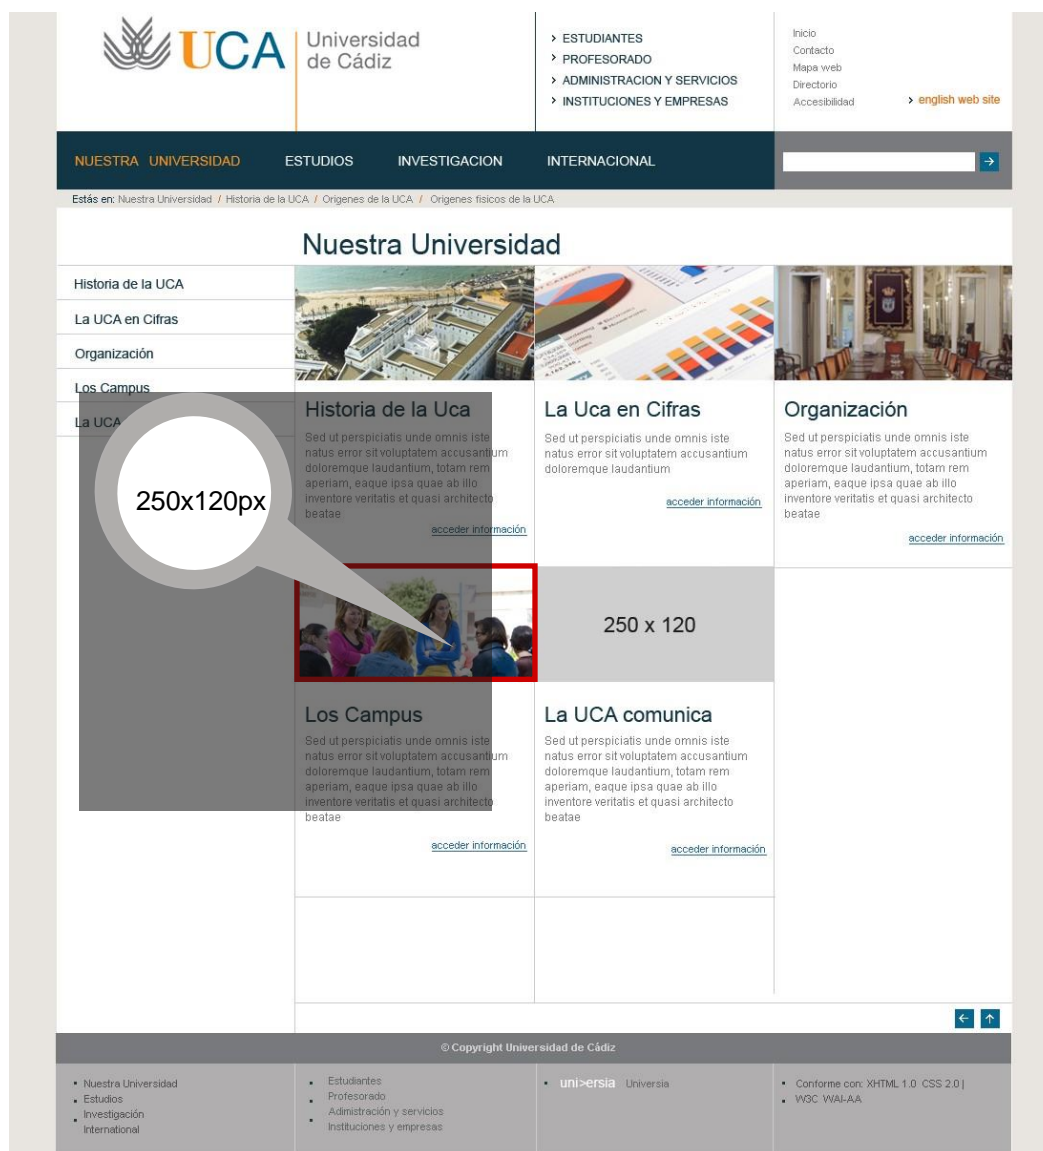 UCA
Universidad
de Cádiz
> ESTUDIANTES
> PROFESORADO
> ADMINISTRACION Y SERVICIOS
> INSTITUCIONES Y EMPRESAS
Inicio
Contacto
Mapa web
Directorio
Accesibilidad
> english web site
NUESTRA UNIVERSIDAD ESTUDIOS INVESTIGACION INTERNACIONAL
Estás en: Nuestra Universidad / Historia de la UCA / Origenes de la UCA / Origenes fisicos de la UCA
Nuestra Universidad
Historia de la UCA
La UCA en Cifras
Organización
Los Campus
La UCA
250x120px
Historia de la Uca
Sed ut perspiciatis unde omnis iste
natus error sit voluptatem accusantium
doloremque laudantium, totam rem
aperiam, eaque ipsa quae ab illo
inventore veritatis et quasi architecto
beatae
acceder información
La Uca en Cifras
Sed ut perspiciatis unde omnis iste
natus error sit voluptatem accusantium
doloremque laudantium
acceder información
Organización
Sed ut perspiciatis unde omnis iste
natus error sit voluptatem accusantium
doloremque laudantium, totam rem
aperiam, eaque ipsa quae ab illo
inventore veritatis et quasi architecto
beatae
acceder información
250 x 120
Los Campus
Sed ut perspiciatis unde omnis iste
natus error sit voluptatem accusantium
doloremque laudantium, totam rem
aperiam, eaque ipsa quae ab illo
inventore veritatis et quasi architecto
beatae
acceder información
La UCA comunica
Sed ut perspiciatis unde omnis iste
natus error sit voluptatem accusantium
doloremque laudantium, totam rem
aperiam, eaque ipsa quae ab illo
inventore veritatis et quasi architecto
beatae
acceder información
© Copyright Universidad de Cádiz
Nuestra Universidad
Estudios
Investigación
International
Estudiantes
Profesorado
Adimistración y servicios
Instituciones y empresas
uni>ersia Universia
Conforme con: XHTML 1.0 CSS 2.0 |
W3C WAI-AA